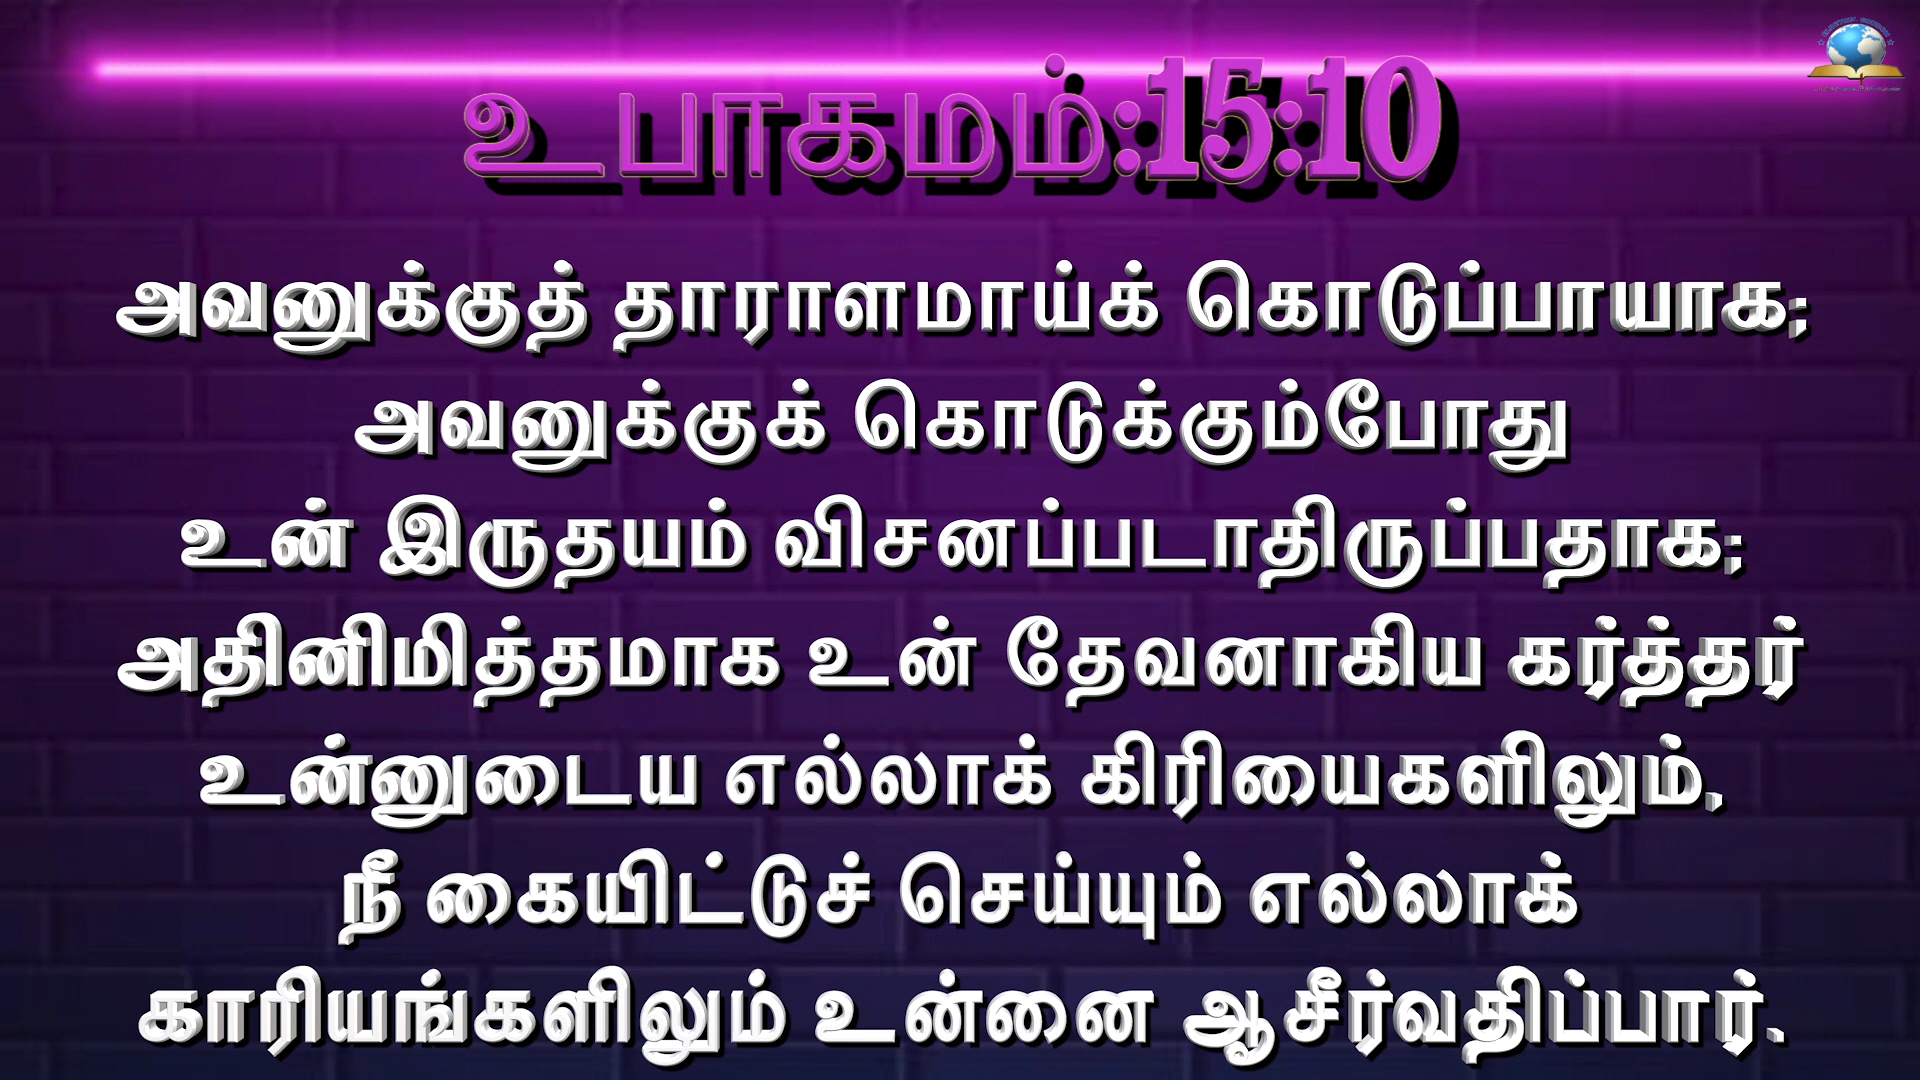 உபாகமம்:15:10
அவனுக்குத் தாராளமாய்க் கொடுப்பாயாக;
அவனுக்குக் கொடுக்கும்போது
உன் இருதயம் விசனப்படாதிருப்பதாக;
அதினிமித்தமாக உன் தேவனாகிய கர்த்தர்
உன்னுடைய எல்லாக் கிரியைகளிலும்,
நீ கையிட்டுச் செய்யும் எல்லாக்
காரியங்களிலும் உன்னை ஆசீர்வதிப்பார்.